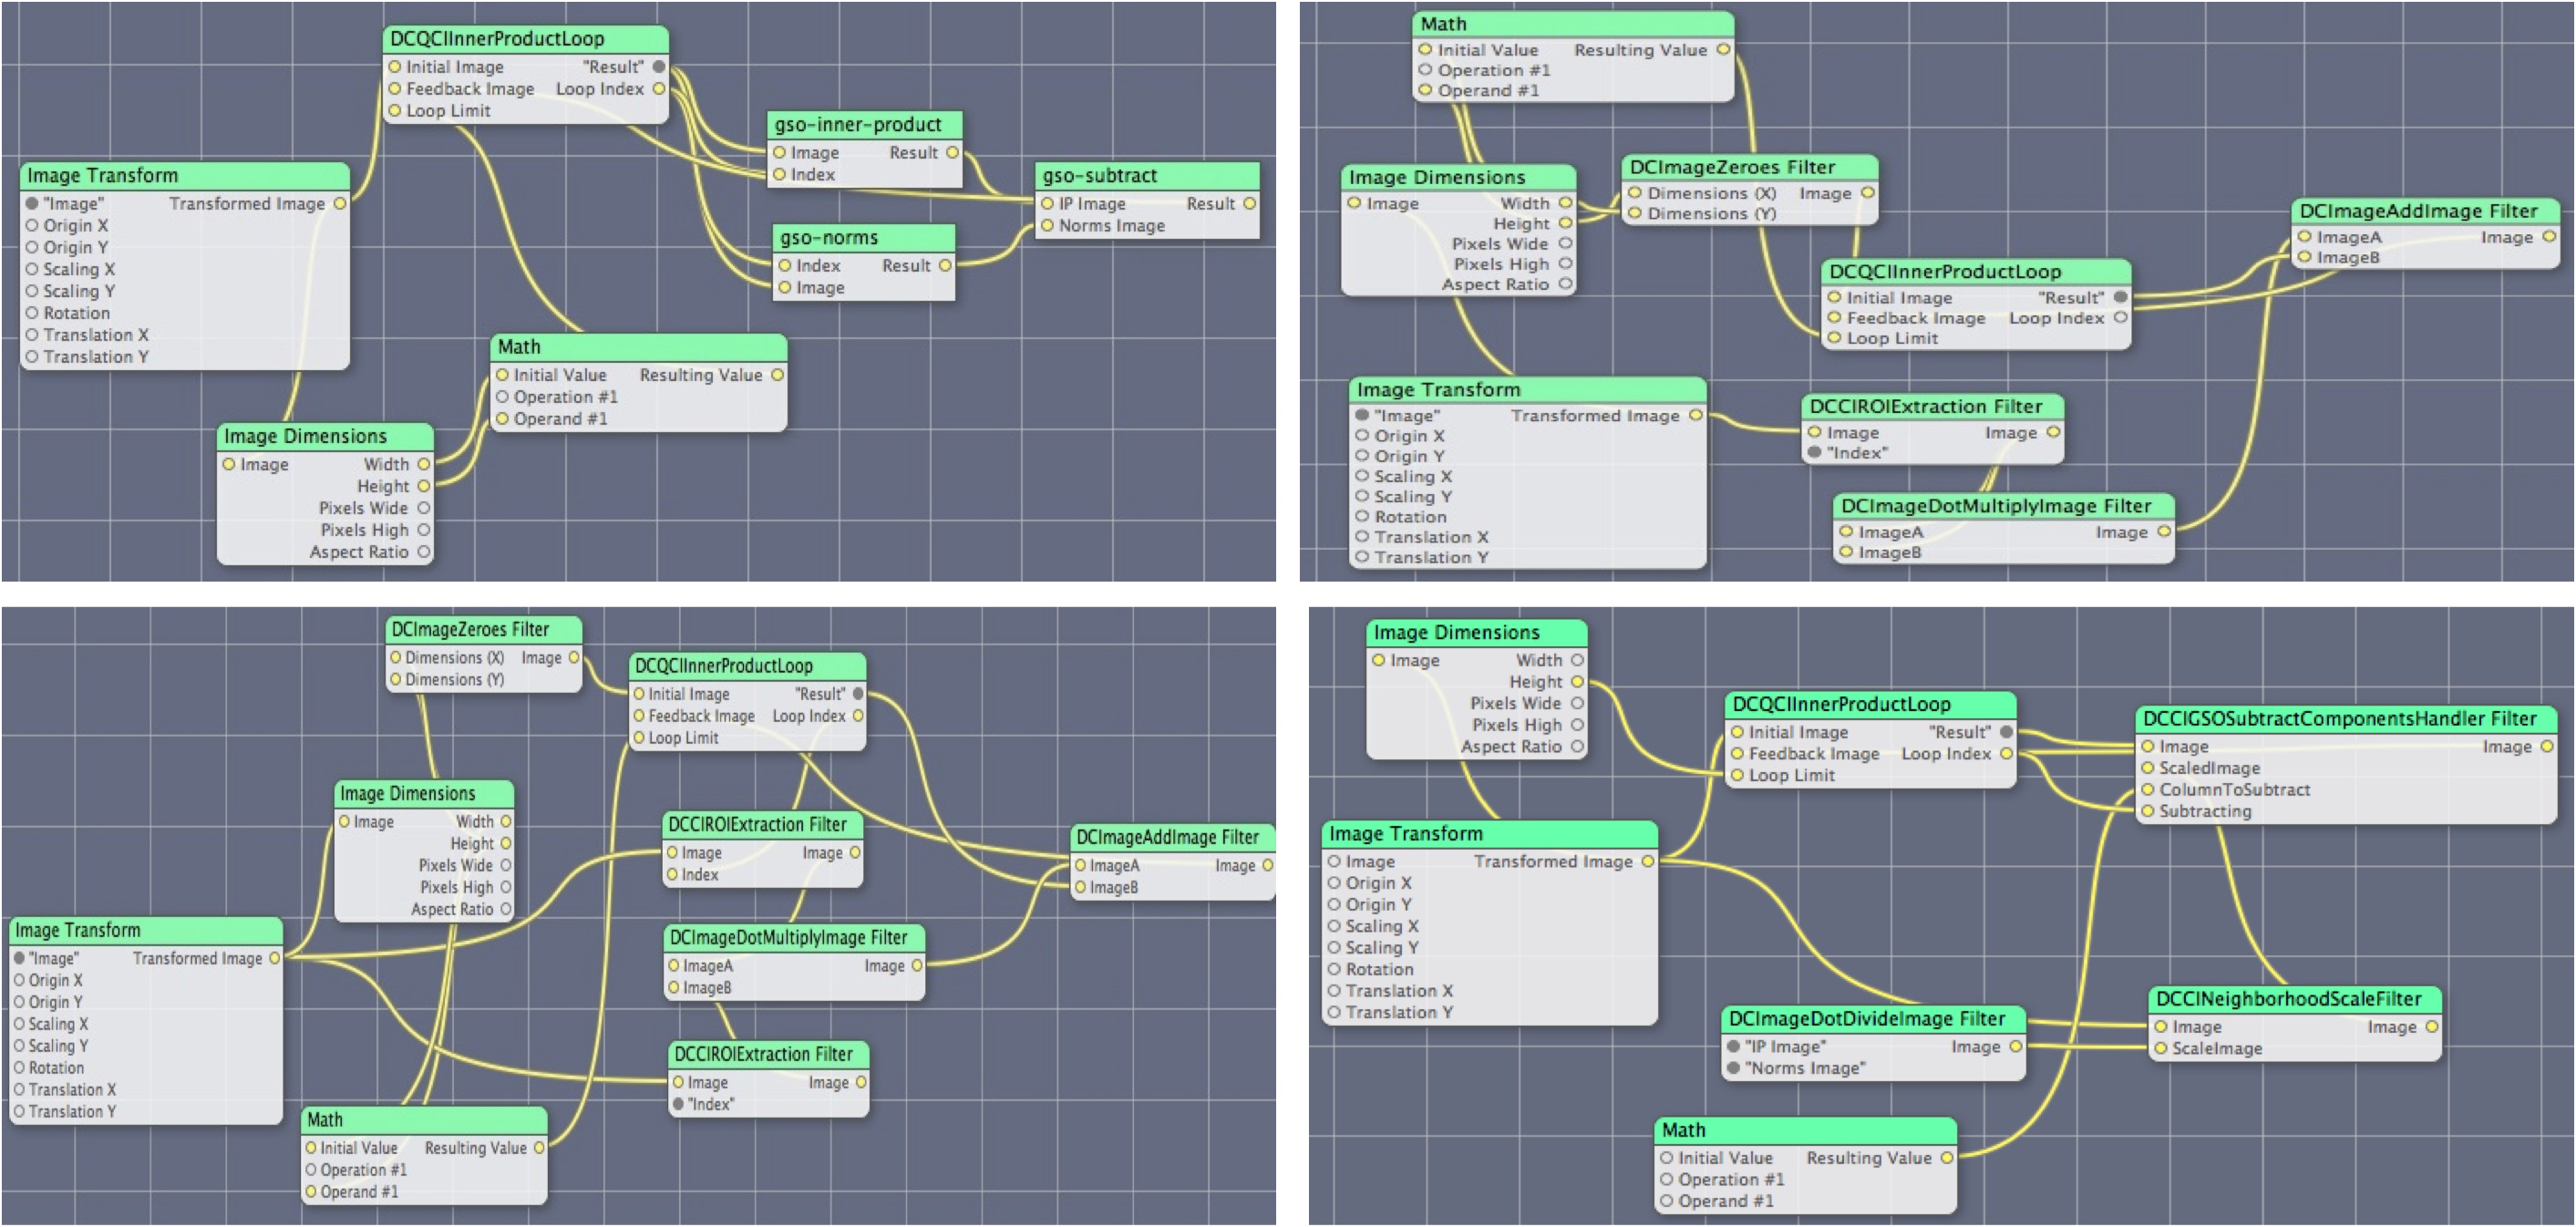 DCQCIInnerProductLoop
Initial Image "Result"
Feedback Image Loop Index
Loop Limit
gso-inner-product
Image Result
Index
Image Transform
"Image" Transformed Image
Origin X
Origin Y
Scaling X
Scaling Y
Rotation
Translation X
Translation Y
gso-subtract
IP Image Result
Norms Image
gso-norms
Index Result
Image
Math
Initial Value Resulting Value
Operation #1
Operand #1
Image Dimensions
Image Width
Height
Pixels Wide
Pixels High
Aspect Ratio
Math
Initial Value Resulting Value
Operation #1
Operand #1
Image Dimensions
Image Width
Height
Pixels Wide
Pixels High
Aspect Ratio
DCImageZeroes Filter
Dimensions (X) Image
Dimensions (Y)
DCImageAddImage Filter
ImageA Image
ImageB
DCQCIInnerProductLoop
Initial Image "Result"
Feedback Image Loop Index
Loop Limit
Image Transform
"Image" Transformed Image
Origin X
Origin Y
Scaling X
Scaling Y
Rotation
Translation X
Translation Y
DCCIROIExtraction Filter
Image Image
"Index"
DCImageDotMultiplyImage Filter
ImageA Image
ImageB
DCImageZeroes Filter
Dimensions (X) Image
Dimensions (Y)
DCQCIInnerProductLoop
Initial Image "Result"
Feedback Image Loop Index
Loop Limit
Image Dimensions
Image Width
Height
Pixels Wide
Pixels High
Aspect Ratio
DCCIROIExtraction Filter
Image Image
Index
DCImageAddImage Filter
ImageA Image
ImageB
Image Transform
"Image" Transformed Image
Origin X
Origin Y
Scaling X
Scaling Y
Rotation
Translation X
Translation Y
DCImageDotMultiplyImage Filter
ImageA Image
ImageB
DCCIROIExtraction Filter
Image Image
"Index"
Math
Initial Value Resulting Value
Operation #1
Operand #1
Image Dimensions
Image Width
Height
Pixels Wide
Pixels High
Aspect Ratio
DCQCIInnerProductLoop
Initial Image "Result"
Feedback Image Loop Index
Loop Limit
DCCIGSOSubtractComponentsHandler Filter
Image Image
ScaledImage
ColumnToSubtract
Subtracting
Image Transform
Image Transformed Image
Origin X
Origin Y
Scaling X
Scaling Y
Rotation
Translation X
Translation Y
DCImageDotDivideImage Filter
"IP Image" Image
"Norms Image"
DCCINeighborhoodScaleFilter
Image Image
ScaleImage
Math
Initial Value Resulting Value
Operation #1
Operand #1